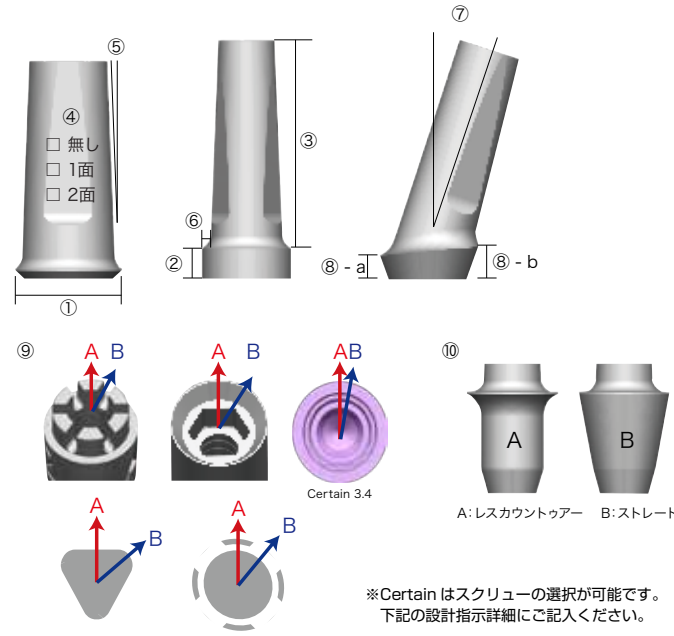 ⑦
⑤
④
□ 無し
□ 1面
□ 2面
③
⑥
②
⑧ - a
⑧ - b
①
⑨
A
B
A
B
A
B
Certain 3.4
⑩
A
B
A：レスカウントゥアー
B：ストレート
A
B
A
B
※Certain はスクリューの選択が可能です。
下記の設計指示詳細にご記入ください。